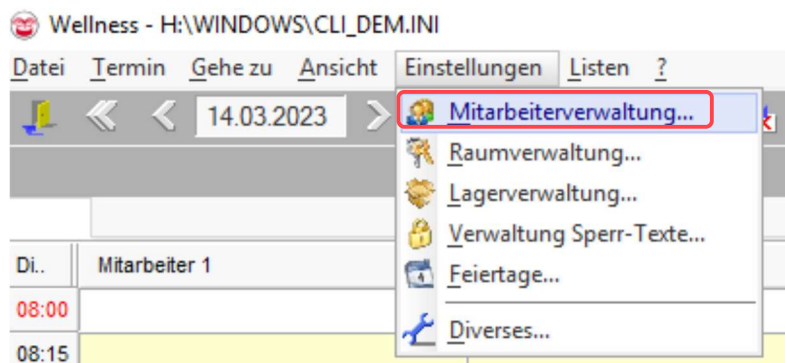 Wellness - H:\WINDOWS\CLI_DEM.INI
Datei Termin Gehe zu Ansicht Einstellungen Listen ?
14.03.2023
Mitarbeiterverwaltung...
Raumverwaltung...
Lagerverwaltung...
Verwaltung Sperr-Texte...
Feiertage...
Diverses...
Di.. Mitarbeiter 1
08:00
08:15